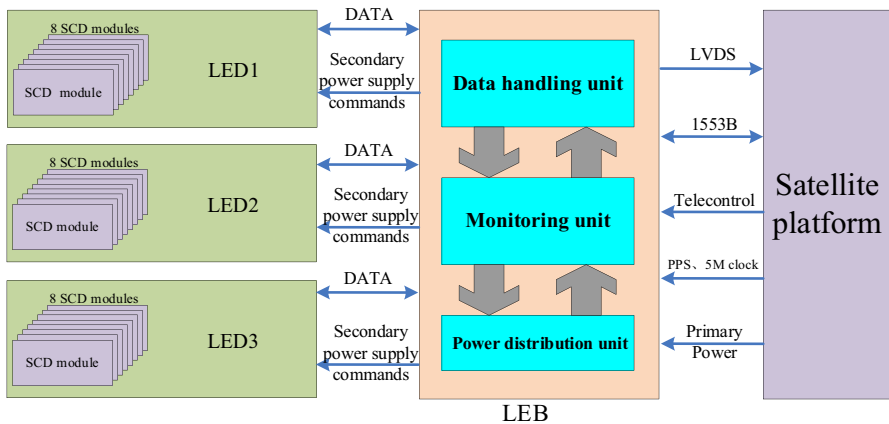 8 SCD modules
SCD  module
LED1
DATA
Secondary
power supply
commands
8 SCD modules
SCD module
LED2
DATA
Secondary
power supply
commands
8 SCD modules
SCD module
LED3
DATA
Secondary
power supply
commands
Data handling unit
Monitoring unit
Power distribution unit
LEB
LVDS
1553B
Telecontrol
PPS、5M clock
Primary
Power
Satellite
platform